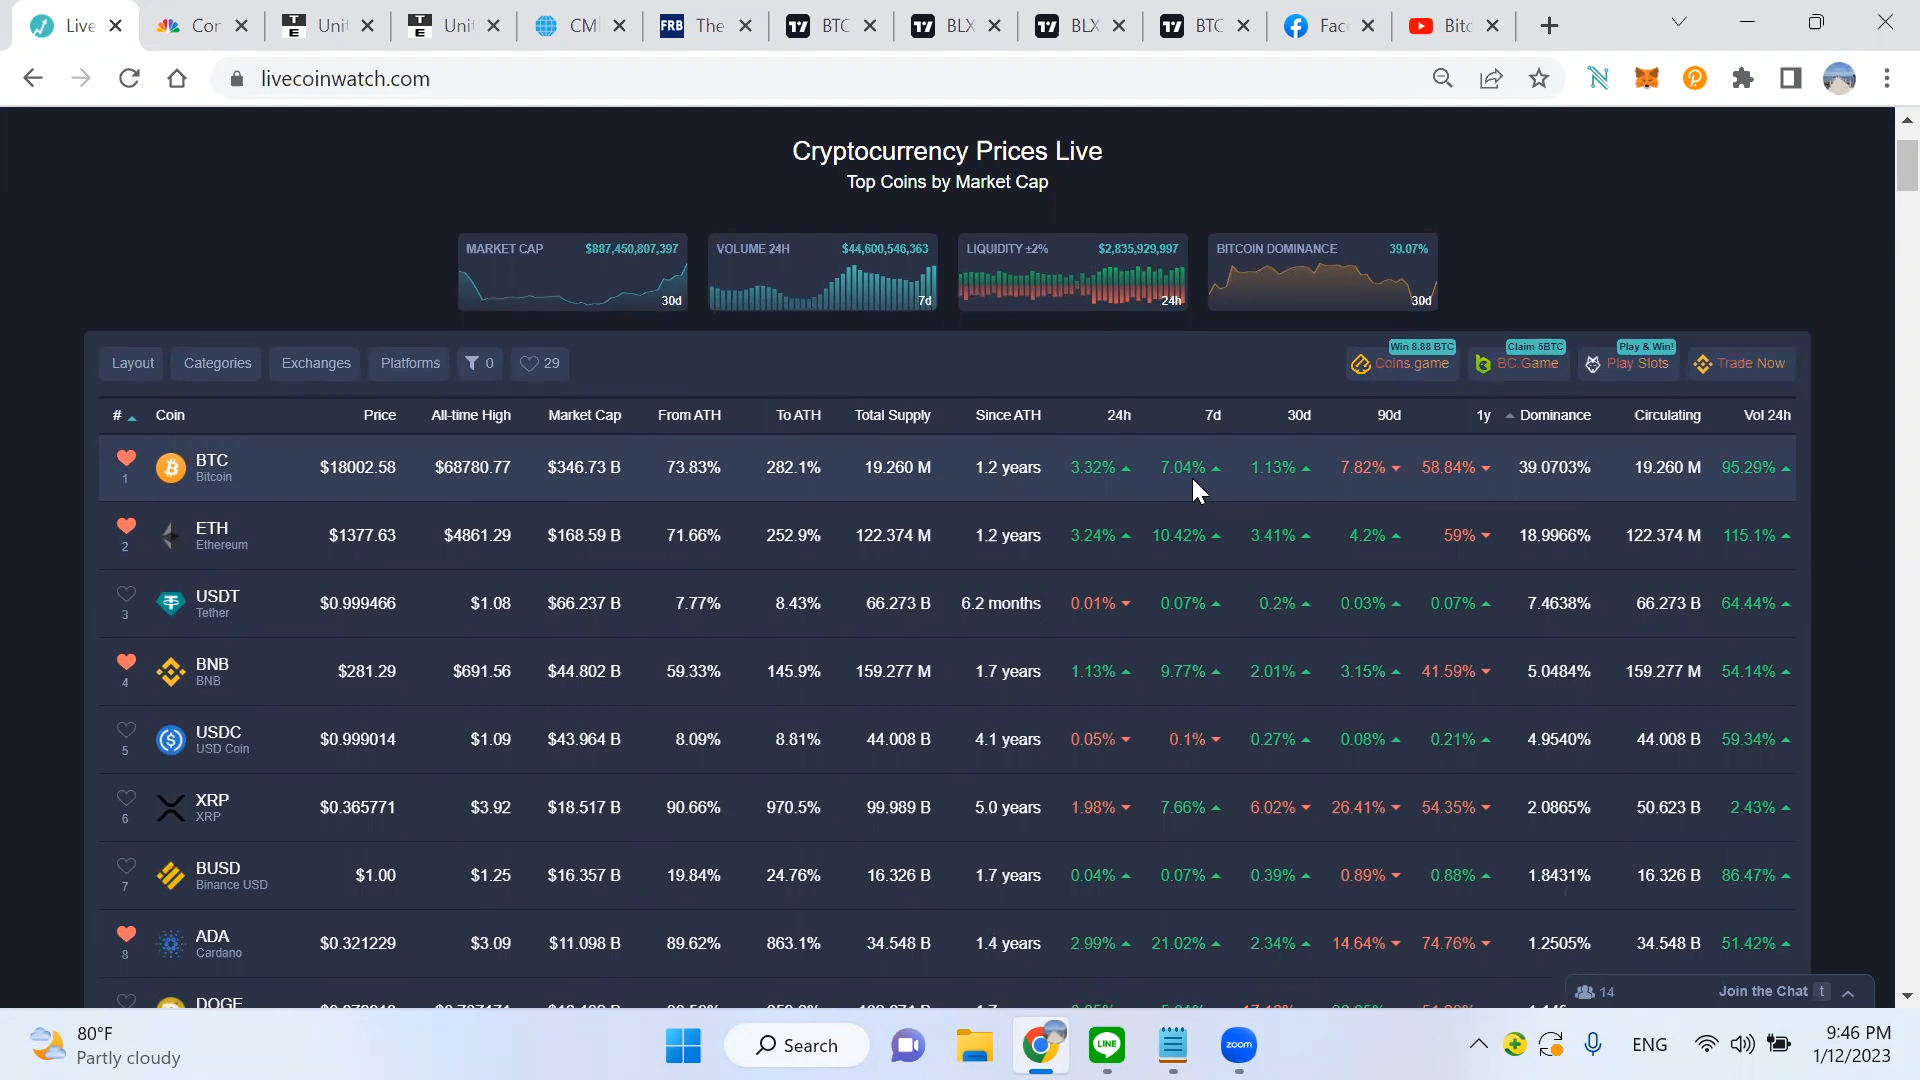 Live
Cor
Unit
Unit
CMI
FRB The
BTC
BLX
BLX
BTC
Fac
Bitc
livecoinwatch.com
Cryptocurrency Prices Live
Top Coins by Market Cap
MARKET CAP $887,450,807,397 30d
VOLUME 24H $44,600,546,363 7d
LIQUIDITY ±2% $2,835,929,997 24h
BITCOIN DOMINANCE 39.07% 30d
Layout Categories Exchanges Platforms 0 29
Win 8.88 BTC Coins.game
Claim 5BTC BC.Game
Play & Win! Play Slots
Trade Now
# Coin Price All-time High Market Cap From ATH To ATH Total Supply Since ATH 24h 7d 30d 90d 1y Dominance Circulating Vol 24h
1 BTC Bitcoin $18002.58 $68780.77 $346.73 B 73.83% 282.1% 19.260 M 1.2 years 3.32% 7.04% 1.13% 7.82% 58.84% 39.0703% 19.260 M 95.29%
2 ETH Ethereum $1377.63 $4861.29 $168.59 B 71.66% 252.9% 122.374 M 1.2 years 3.24% 10.42% 3.41% 4.2% 59% 18.9966% 122.374 M 115.1%
3 USDT Tether $0.999466 $1.08 $66.237 B 7.77% 8.43% 66.273 B 6.2 months 0.01% 0.07% 0.2% 0.03% 0.07% 7.4638% 66.273 B 64.44%
4 BNB BNB $281.29 $691.56 $44.802 B 59.33% 145.9% 159.277 M 1.7 years 1.13% 9.77% 2.01% 3.15% 41.59% 5.0484% 159.277 M 54.14%
5 USDC USD Coin $0.999014 $1.09 $43.964 B 8.09% 8.81% 44.008 B 4.1 years 0.05% 0.1% 0.27% 0.08% 0.21% 4.9540% 44.008 B 59.34%
6 XRP XRP $0.365771 $3.92 $18.517 B 90.66% 970.5% 99.989 B 5.0 years 1.98% 7.66% 6.02% 26.41% 54.35% 2.0865% 50.623 B 2.43%
7 BUSD Binance USD $1.00 $1.25 $16.357 B 19.84% 24.76% 16.326 B 1.7 years 0.04% 0.07% 0.39% 0.89% 0.88% 1.8431% 16.326 B 86.47%
8 ADA Cardano $0.321229 $3.09 $11.098 B 89.62% 863.1% 34.548 B 1.4 years 2.99% 21.02% 2.34% 14.64% 74.76% 1.2505% 34.548 B 51.42%
DOGE
14 Join the Chat t
80°F
Partly cloudy
Search
LINE
zoom
ENG
9:46 PM
1/12/2023